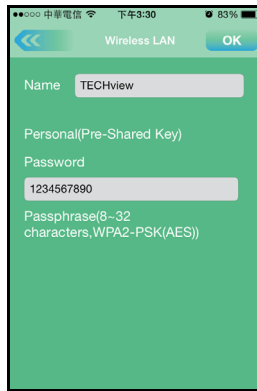 中華電信 下午3:30 83%
Wireless LAN OK
Name TECHview
Personal(Pre-Shared Key)
Password
1234567890
Passphrase(8~32
characters,WPA2-PSK(AES))